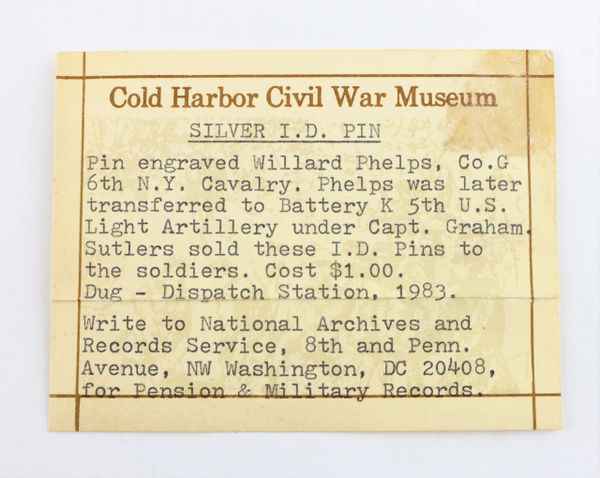 Cold Harbor Civil War Museum
SILVER I.D. PIN
Pin engraved Willard Phelps, Co.G
6th N.Y. Cavalry. Phelps was later
transferred to Battery K 5th U.S.
Light Artillery under Capt. Graham.
Sutlers sold these I.D. Pins to
the soldiers. Cost $1.00.
Dug - Dispatch Station, 1983.
Write to National Archives and
Records Service, 8th and Penn.
Avenue, NW Washington, DC 20408,
for Pension & Military Records.